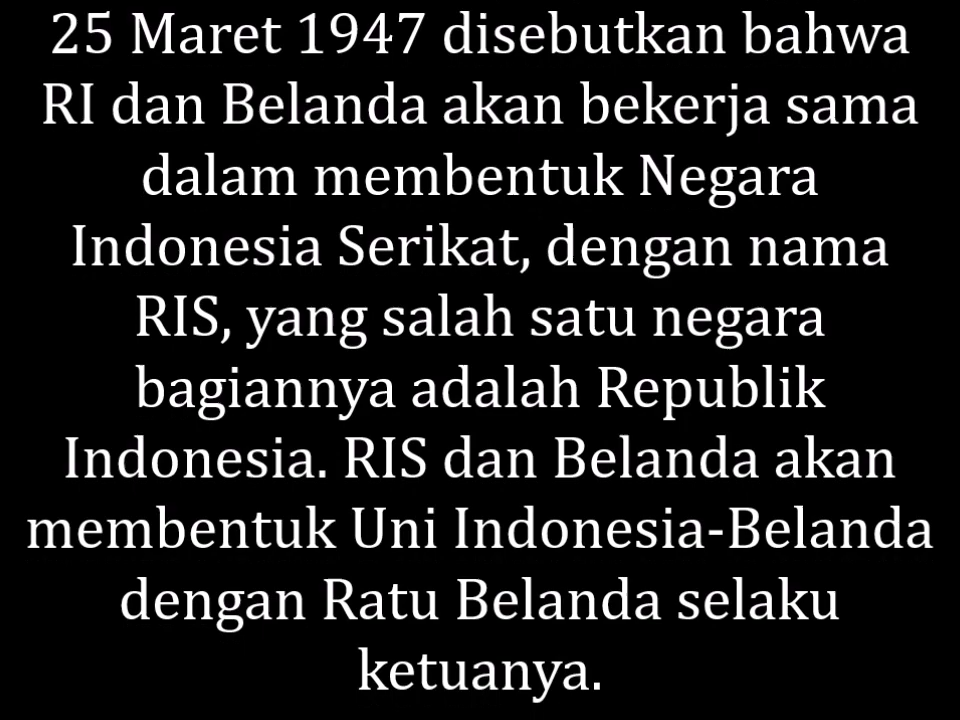 25 Maret 1947 disebutkan bahwa
RI dan Belanda akan bekerja sama
dalam membentuk Negara
Indonesia Serikat, dengan nama
RIS, yang salah satu negara
bagiannya adalah Republik
Indonesia. RIS dan Belanda akan
membentuk Uni Indonesia-Belanda
dengan Ratu Belanda selaku
ketuanya.